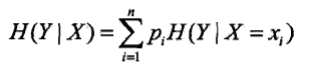 H(Y | X) = \sum_{i=1}^{n} p_i H(Y | X = x_i)